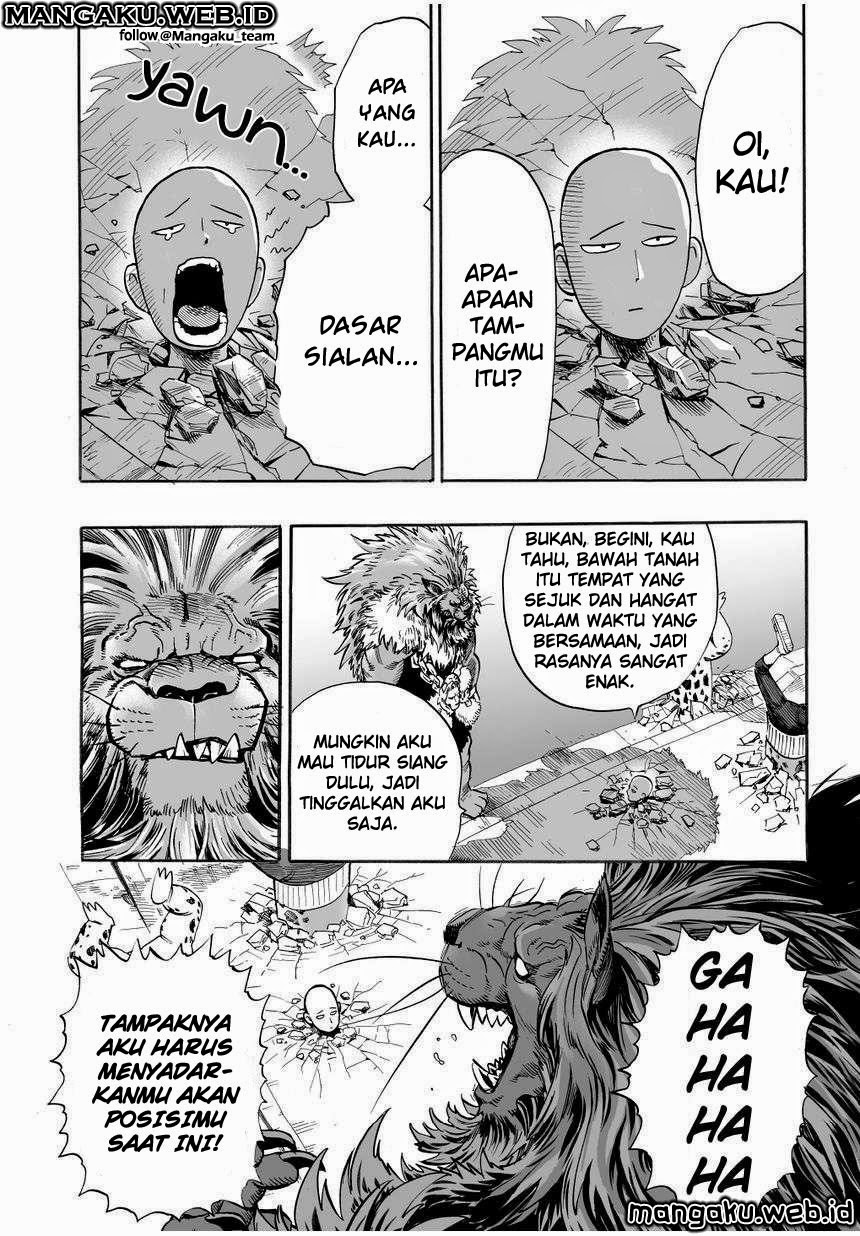 MANGAKU.WEB.ID
follow@Mangaku_team
OI,
KAU!
APA-
APAAN
TAM-
PANGMU
ITU?
APA
YANG
KAU...
yawn...
DASAR
SIALAN...
BUKAN, BEGINI, KAU
TAHU, BAWAH TANAH
ITU TEMPAT YANG
SEJUK DAN HANGAT
DALAM WAKTU YANG
BERSAMAAN, JADI
RASANYA SANGAT
ENAK.
MUNGKIN AKU
MAU TIDUR SIANG
DULU, JADI
TINGGALKAN AKU
SAJA.
GA
HA
HA
HA
HA
TAMPAKNYA
AKU HARUS
MENYADAR-
KANMU AKAN
POSISIMU
SAAT INI!
mangaku.web.id